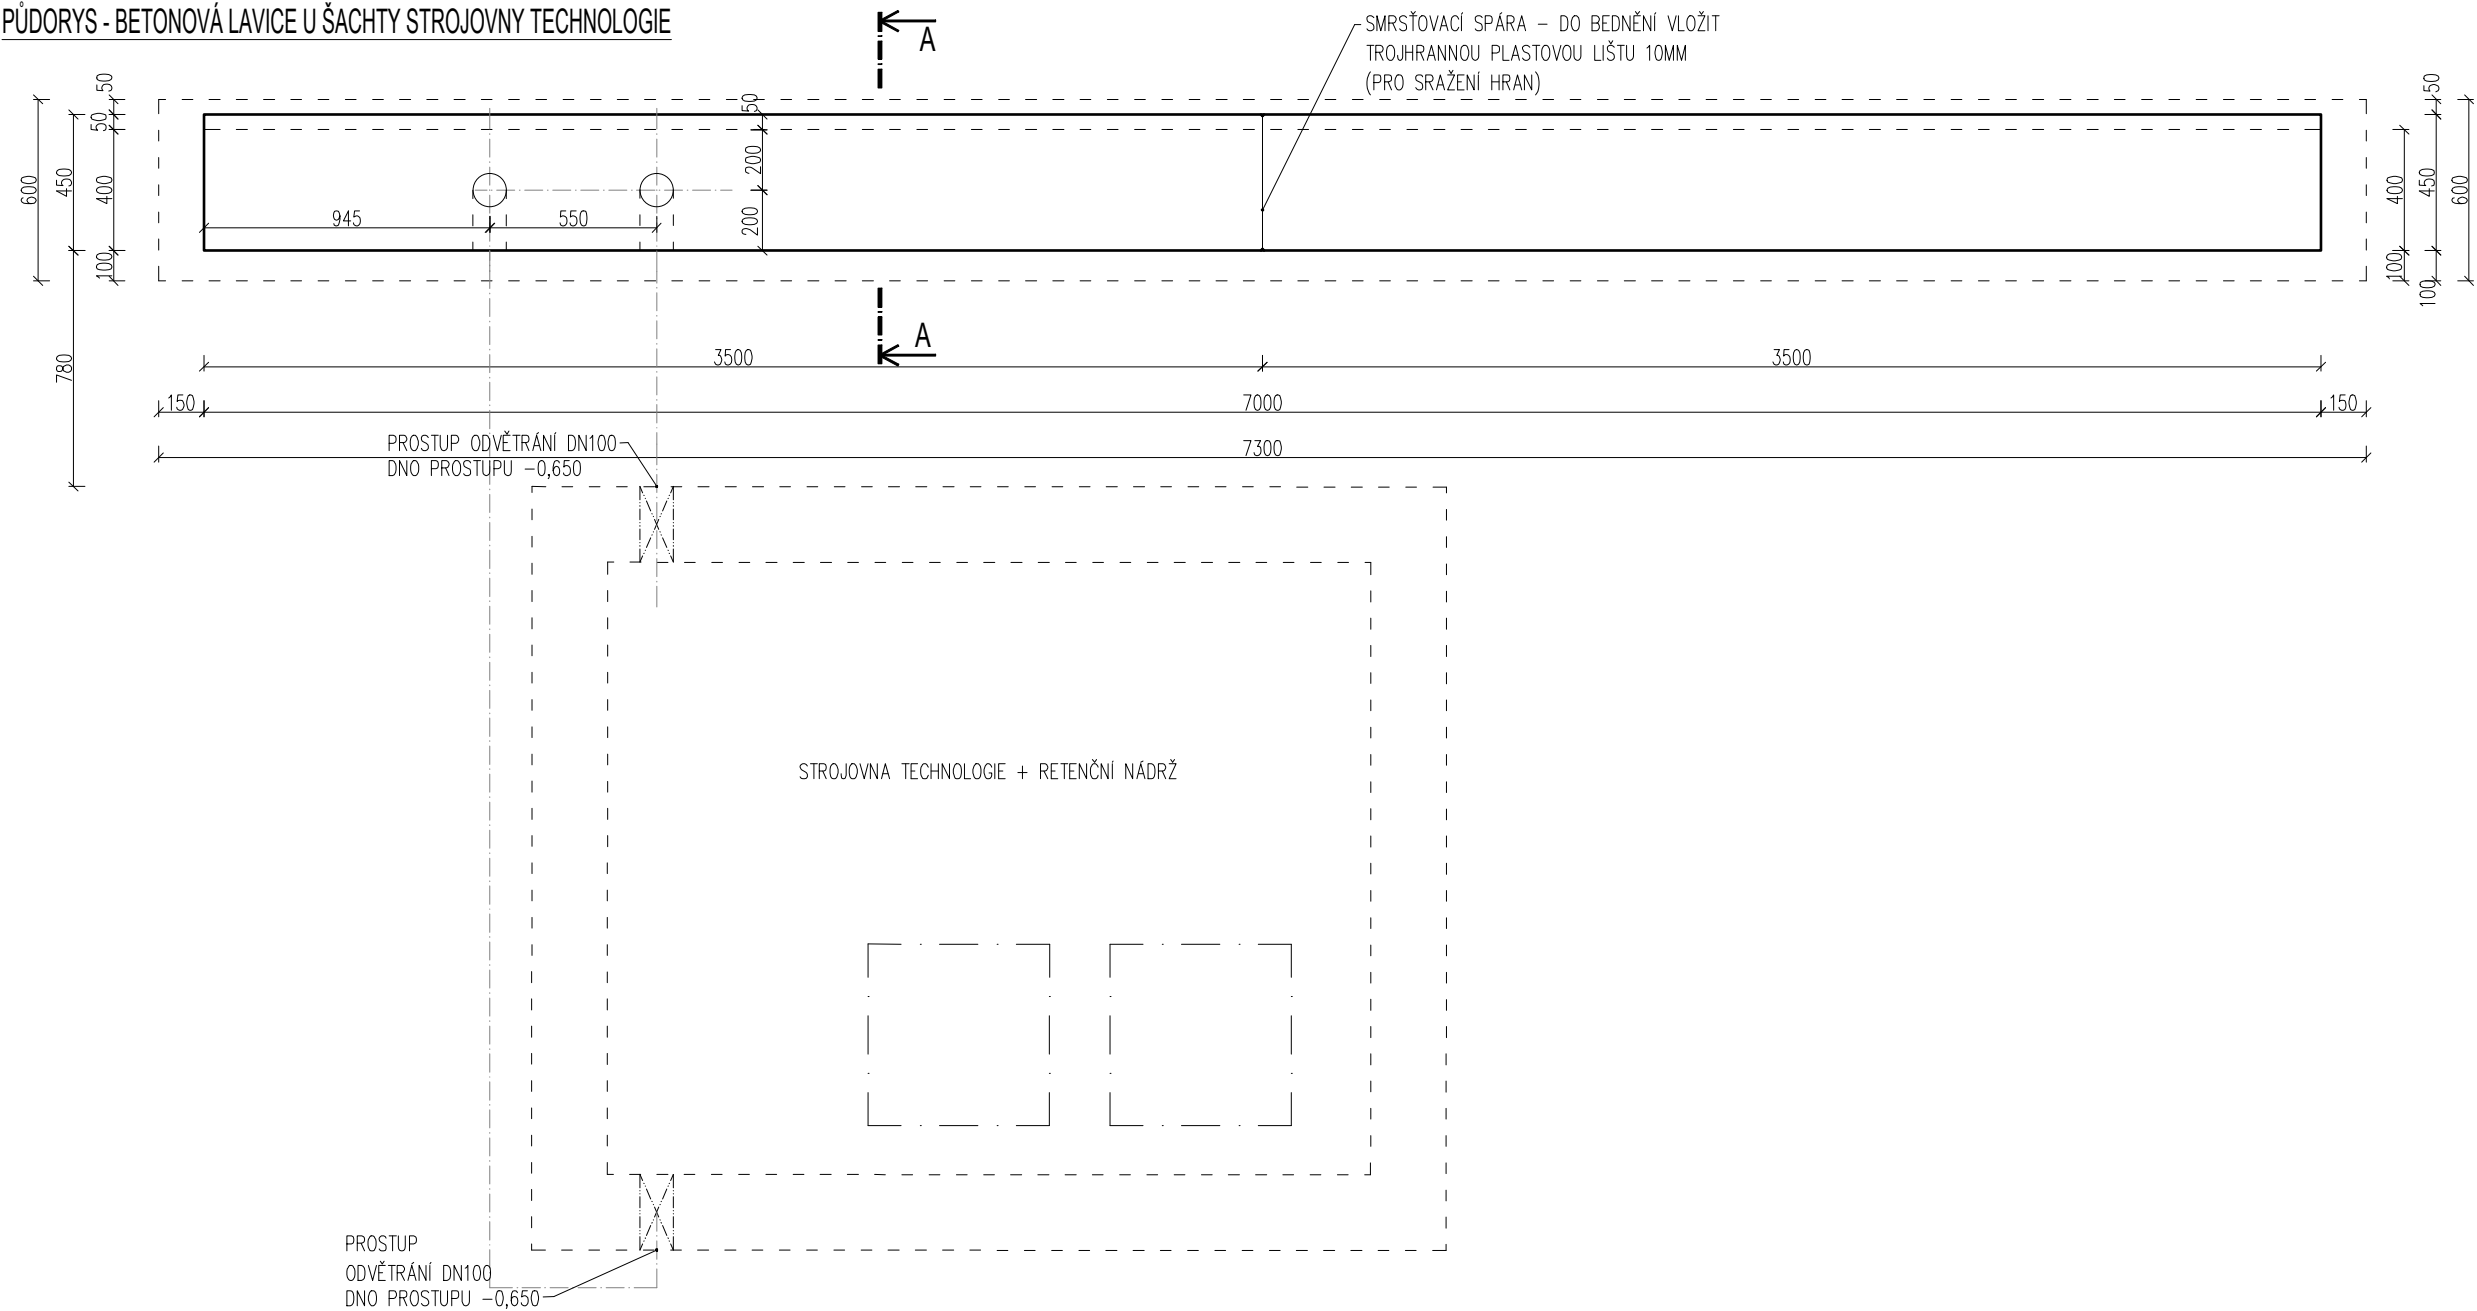 PŮDORYS - BETONOVÁ LAVICE U ŠACHTY STROJOVNY TECHNOLOGIE
A
SMRSŤOVACÍ SPÁRA – DO BEDNĚNÍ VLOŽIT
TROJHRANNOU PLASTOVOU LIŠTU 10MM
(PRO SRAŽENÍ HRAN)
600
450
50
50
400
100
780
945
550
50
200
200
400
100
50
450
100
600
A
3500
3500
150
7000
150
7300
PROSTUP ODVĚTRÁNÍ DN100
DNO PROSTUPU –0,650
STROJOVNA TECHNOLOGIE + RETENČNÍ NÁDRŽ
PROSTUP
ODVĚTRÁNÍ DN100
DNO PROSTUPU –0,650